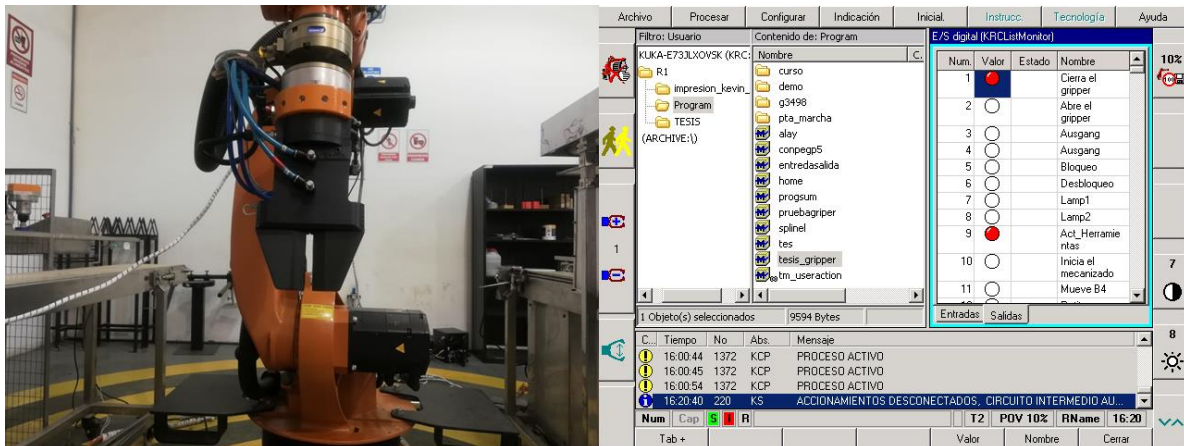 Archivo Procesar Configurar Indicación Inicial. Instrucc. Tecnología Ayuda
Filtro: Usuario
KUKA-E73JLXOVSK (KRC:
R1
impresion_kevin_
Program
TESIS
(ARCHIVE:\)
Contenido de: Program
Nombre C.
curso
demo
g3498
pta_marcha
alay
conpegp5
entredasalida
home
progsum
pruebagriper
splinel
tes
tesis_gripper
tm_useraction
1 Objeto(s) seleccionados 9594 Bytes
E/S digital (KRCListMonitor)
Num. Valor Estado Nombre
1 Cierra el
gripper
2 Abre el
gripper
3 Ausgang
4 Ausgang
5 Bloqueo
6 Desbloqueo
7 Lamp1
8 Lamp2
9 Act_Herramie
ntas
10 Inicia el
mecanizado
11 Mueve B4
Entradas Salidas
10%
100
1
7
8
C... Tiempo No Abs. Mensaje
16:00:44 1372 KCP PROCESO ACTIVO
16:00:45 1372 KCP PROCESO ACTIVO
16:00:54 1372 KCP PROCESO ACTIVO
16:20:40 220 KS ACCIONAMIENTOS DESCONECTADOS, CIRCUITO INTERMEDIO AU...
Num Cap S I R T2 POV 10% RName 16:20
Tab + Valor Nombre Cerrar